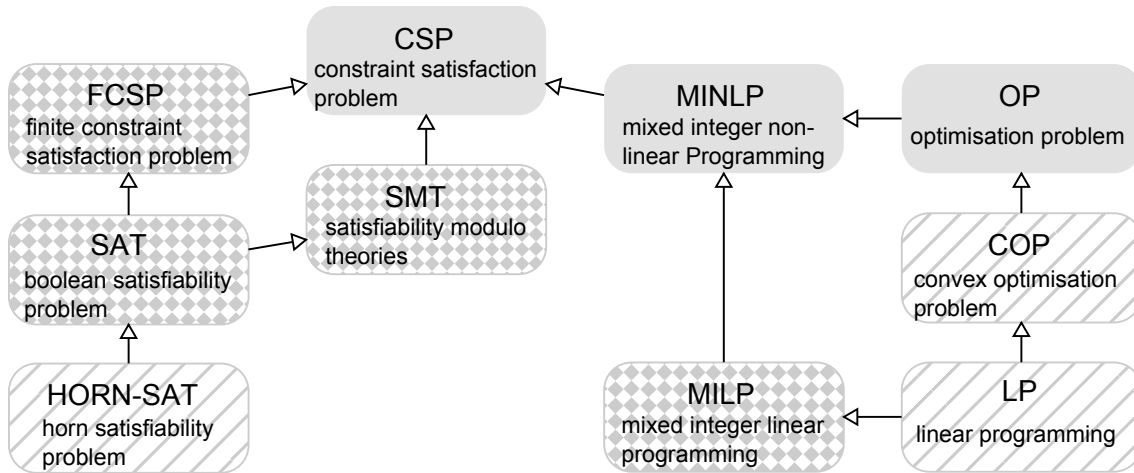 CSP
constraint satisfaction
problem
FCSP
finite constraint
satisfaction problem
MINLP
mixed integer non-
linear Programming
OP
optimisation problem
SMT
satisfiability modulo
theories
SAT
boolean satisfiability
problem
COP
convex optimisation
problem
HORN-SAT
horn satisfiability
problem
MILP
mixed integer linear
programming
LP
linear programming